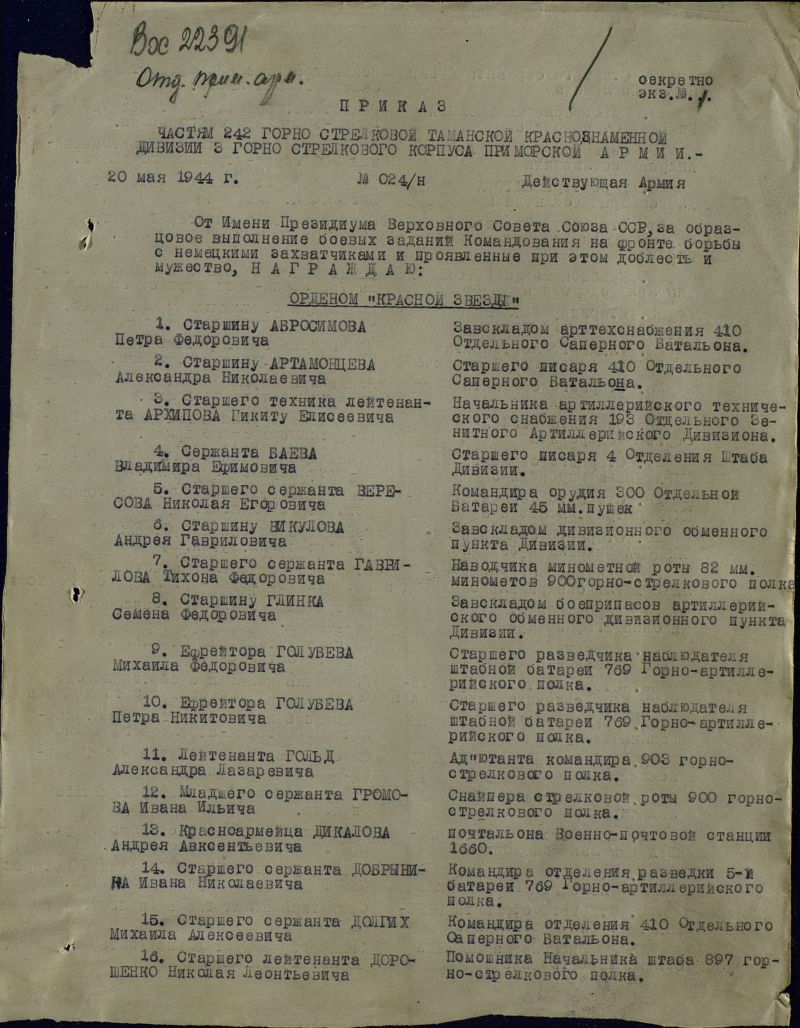 Вх 22391
Отд. прим. арм.
секретно
экз.№ 1.
П Р И К А З
ЧАСТЯМ 242 ГОРНО СТРЕЛКОВОЙ ТАМАНСКОЙ КРАСНОЗНАМЕННОЙ
ДИВИЗИИ 3 ГОРНО СТРЕЛКОВОГО КОРПУСА ПРИМОРСКОЙ А Р М И И.-
20 мая 1944 г. № 024/н Действующая Армия
От Имени Президиума Верховного Совета Союза ССР,за образ-
цовое выполнение боевых заданий Командования на фронте борьбы
с немецкими захватчиками и проявленные при этом доблесть и
мужество, Н А Г Р А Ж Д А Ю:
ОРДЕНОМ "КРАСНОЙ ЗВЕЗДЫ"
1. Старшину АБРОСИМОВА
Петра Федоровича
Завскладом арттехснабжения 410
Отдельного Саперного Батальона.
2. Старшину АРТАМОНЦЕВА
Александра Николаевича
Старшего писаря 410 Отдельного
Саперного Батальона.
3. Старшего техника лейтенан-
та АРХИПОВА Никиту Елисеевича
Начальника артиллерийского техниче-
ского снабжения 193 Отдельного Зе-
нитного Артиллерийского Дивизиона.
4. Сержанта БАЕВА
Владимира Ефимовича
Старшего писаря 4 Отделения Штаба
Дивизии.
5. Старшего сержанта ВЕРЕ-
СОВА Николая Егоровича
Командира орудия 300 Отдельной
Батареи 45 мм.пушек
6. Старшину ВИКУЛОВА
Андрея Гавриловича
Завскладом дивизионного обменного
пункта Дивизии.
7. Старшего сержанта ГАВРИ-
ЛОВА Тихона Федоровича
Наводчика минометной роты 82 мм.
минометов 900горно-стрелкового полка
8. Старшину ГЛИНКА
Семена Федоровича
Завскладом боеприпасов артиллерий-
ского обменного дивизионного пункта
Дивизии.
9. Ефрейтора ГОЛУБЕВА
Михаила Федоровича
Старшего разведчика наблюдателя
штабной батареи 769 Горно-артилле-
рийского полка.
10. Ефрейтора ГОЛУБЕВА
Петра Никитовича
Старшего разведчика наблюдателя
штабной батареи 769 Горно-артилле-
рийского полка.
11. Лейтенанта ГОЛЬД
Александра Лазаревича
Ад"ютанта командира 903 горно-
стрелкового полка.
12. Младшего сержанта ГРОМО-
ВА Ивана Ильича
Снайпера стрелковой роты 900 горно-
стрелкового полка.
13. Красноармейца ДИКАЛОВА
Андрея Авксентьевича
почтальона Военно-почтовой станции
1660.
14. Старшего сержанта ДОБРЫНИ-
НА Ивана Николаевича
Командира отделения разведки 5-й
батареи 769 Горно-артиллерийского
полка.
15. Старшего сержанта ДОЛГИХ
Михаила Алексеевича
Командира отделения 410 Отдельного
Саперного Батальона.
16. Старшего лейтенанта ДОРО-
ШЕНКО Николая Леонтьевича
Помошника Начальника штаба 897 гор-
но-стрелкового полка.